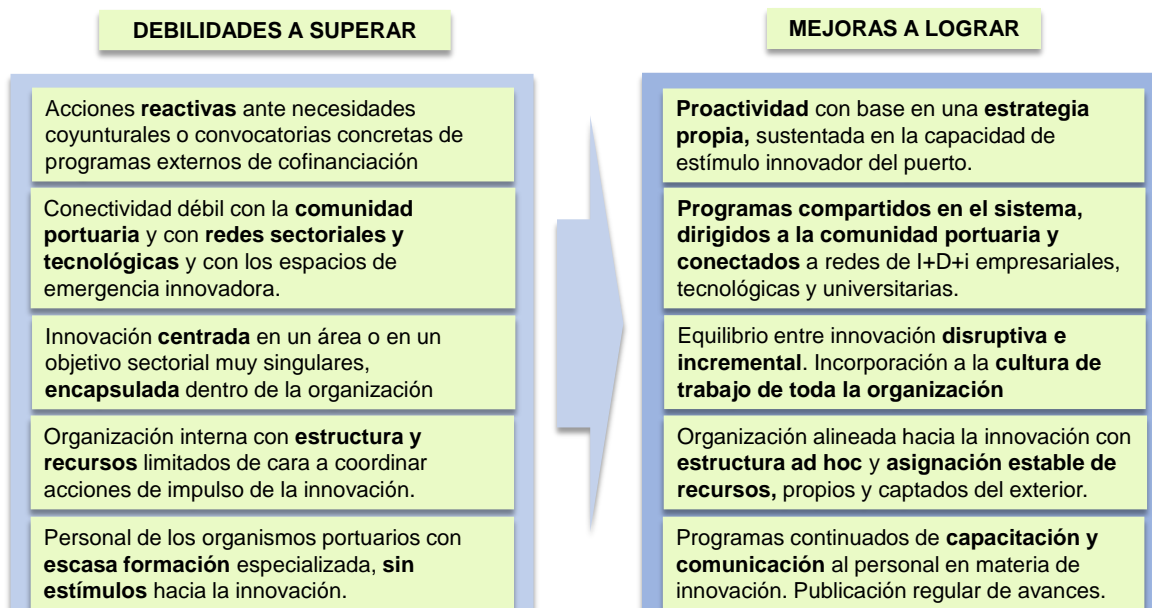 DEBILIDADES A SUPERAR
Acciones reactivas ante necesidades
coyunturales o convocatorias concretas de
programas externos de cofinanciación
Conectividad débil con la comunidad
portuaria y con redes sectoriales y
tecnológicas y con los espacios de
emergencia innovadora.
Innovación centrada en un área o en un
objetivo sectorial muy singulares,
encapsulada dentro de la organización
Organización interna con estructura y
recursos limitados de cara a coordinar
acciones de impulso de la innovación.
Personal de los organismos portuarios con
escasa formación especializada, sin
estímulos hacia la innovación.
MEJORAS A LOGRAR
Proactividad con base en una estrategia
propia, sustentada en la capacidad de
estímulo innovador del puerto.
Programas compartidos en el sistema,
dirigidos a la comunidad portuaria y
conectados a redes de I+D+i empresariales,
tecnológicas y universitarias.
Equilibrio entre innovación disruptiva e
incremental. Incorporación a la cultura de
trabajo de toda la organización
Organización alineada hacia la innovación con
estructura ad hoc y asignación estable de
recursos, propios y captados del exterior.
Programas continuados de capacitación y
comunicación al personal en materia de
innovación. Publicación regular de avances.